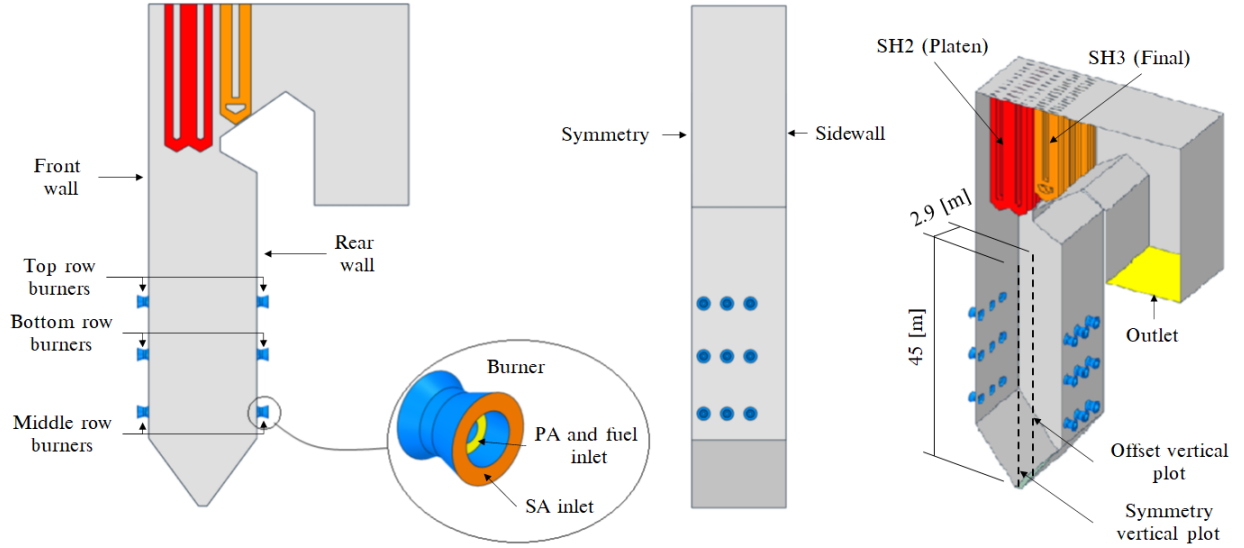 Front
wall
Rear
wall
Top row
burners
Bottom row
burners
Middle row
burners
Burner
PA and fuel
inlet
SA inlet
Symmetry
Sidewall
SH2 (Platen)
SH3 (Final)
2.9 [m]
45 [m]
Outlet
Offset vertical
plot
Symmetry
vertical plot